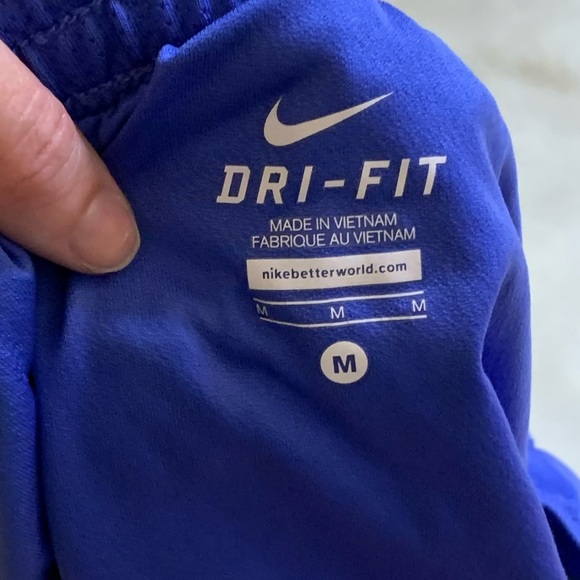 DRI-FIT
MADE IN VIETNAM
FABRIQUE AU VIETNAM
nikebetterworld.com
M M M
M